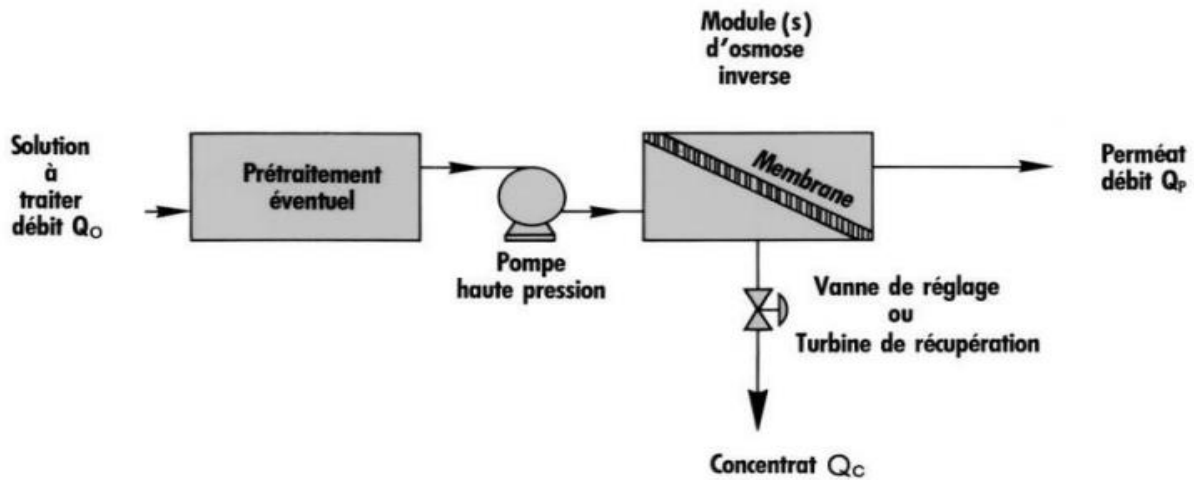 Module (s)
d'osmose
inverse
Solution
à
traiter
débit Qo
Prétraitement
éventuel
Pompe
haute pression
Membrane
Perméat
débit Qp
Vanne de réglage
ou
Turbine de récupération
Concentrat Qc